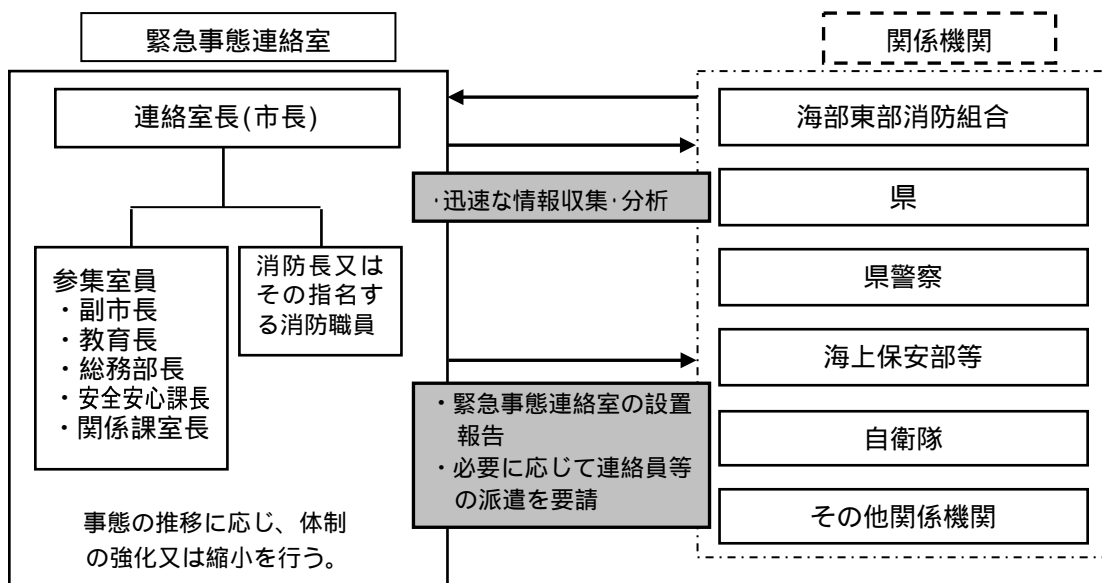 緊急事態連絡室
連絡室長(市長)
参集室員
・副市長
・教育長
・総務部長
・安全安心課長
・関係課室長
消防長又は
その指名す
る消防職員
事態の推移に応じ、体制
の強化又は縮小を行う。
・迅速な情報収集・分析
・緊急事態連絡室の設置
報告
・必要に応じて連絡員等
の派遣を要請
関係機関
海部東部消防組合
県
県警察
海上保安部等
自衛隊
その他関係機関